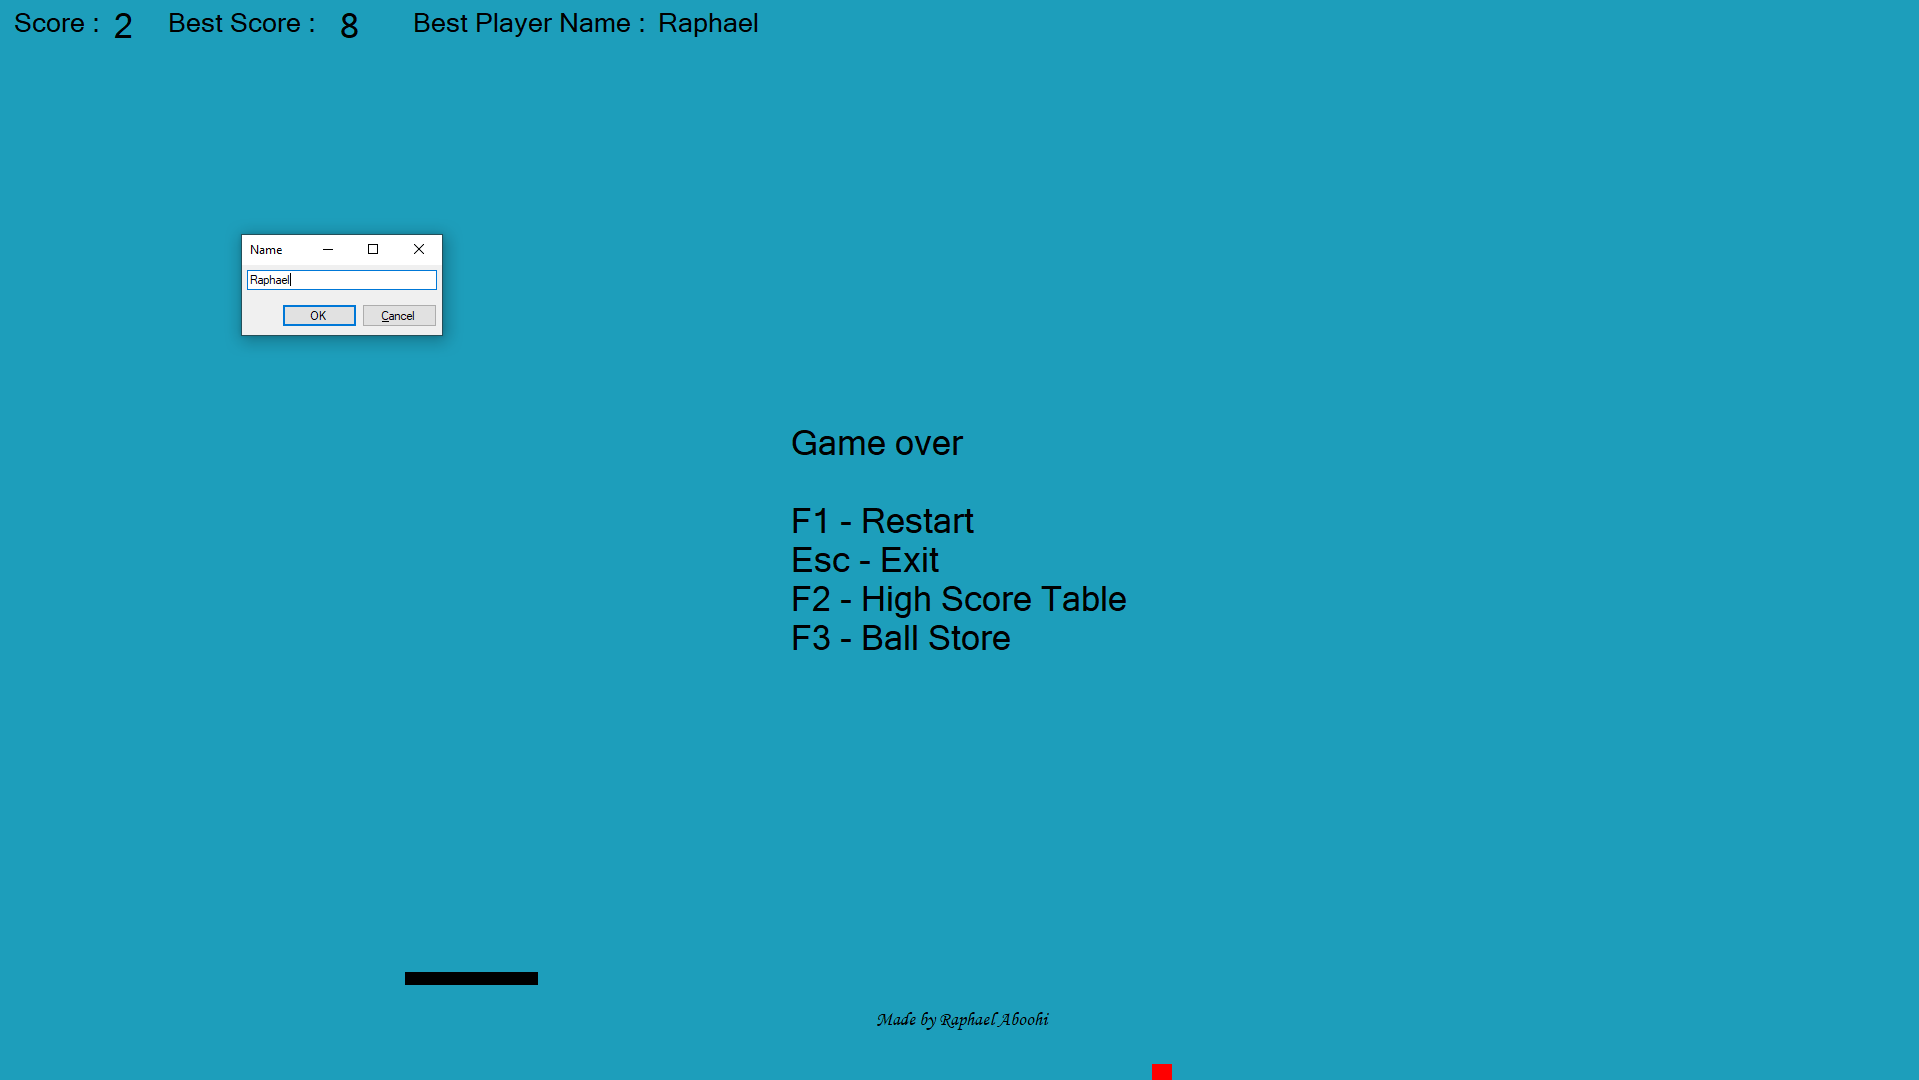 Score : 2 Best Score : 8 Best Player Name : Raphael
Name
Raphael
OK Cancel
Game over
F1 - Restart
Esc - Exit
F2 - High Score Table
F3 - Ball Store
Made by Raphael Aboohi